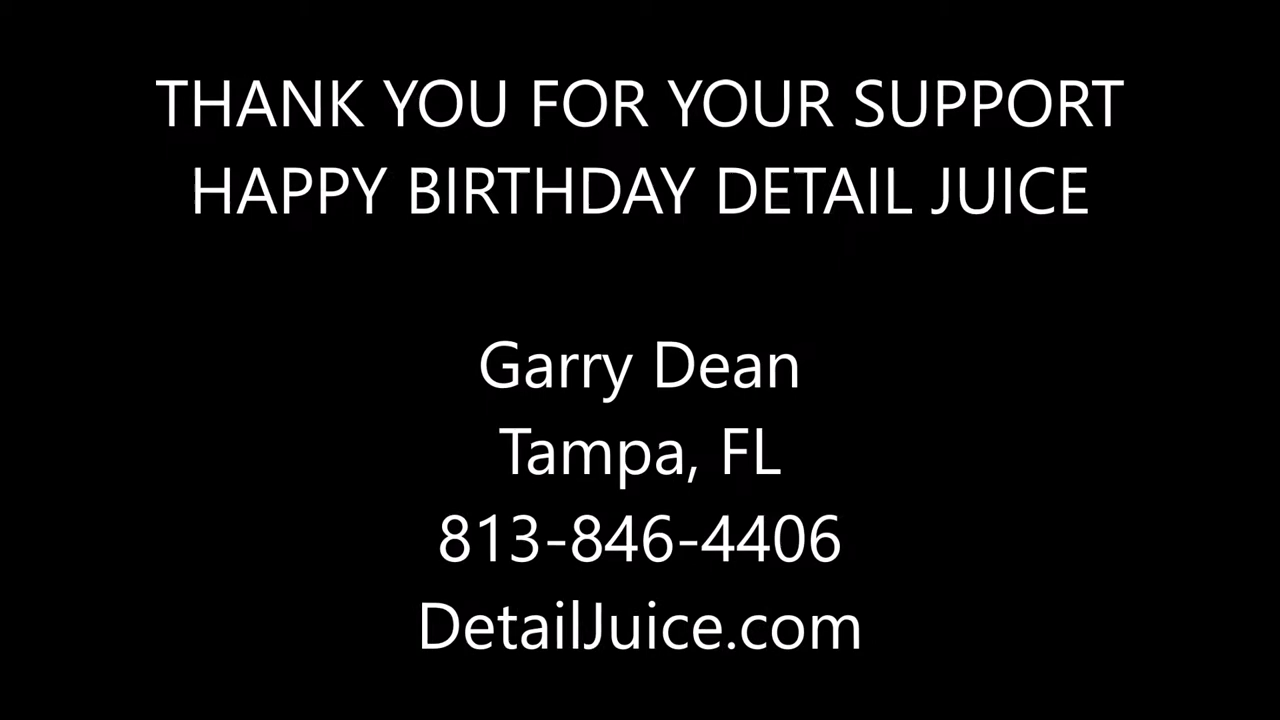 THANK YOU FOR YOUR SUPPORT
HAPPY BIRTHDAY DETAIL JUICE
Garry Dean
Tampa, FL
813-846-4406
DetailJuice.com